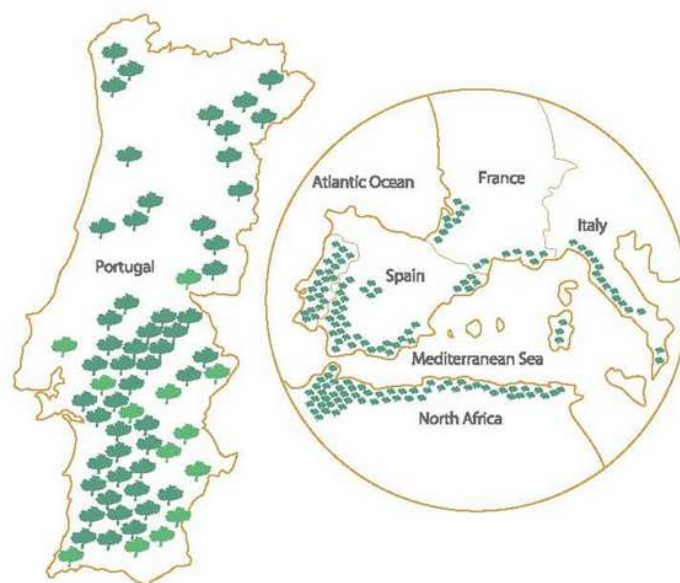 Portugal
Atlantic Ocean
France
Italy
Spain
Mediterranean Sea
North Africa